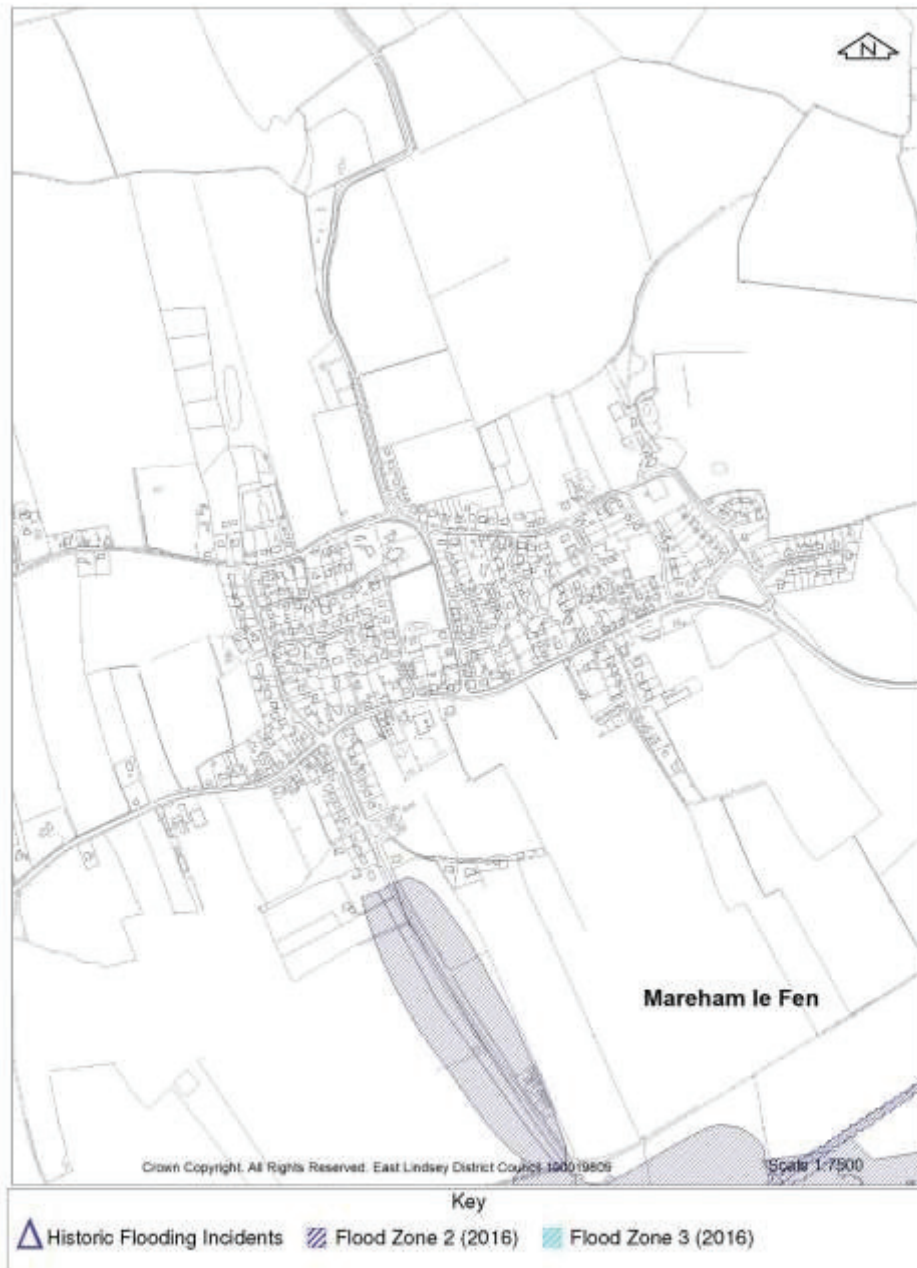 N
Mareham le Fen
Crown Copyright. All Rights Reserved. East Lindsey District Council 100019809 Scale 1:7500
Key
Historic Flooding Incidents Flood Zone 2 (2016) Flood Zone 3 (2016)